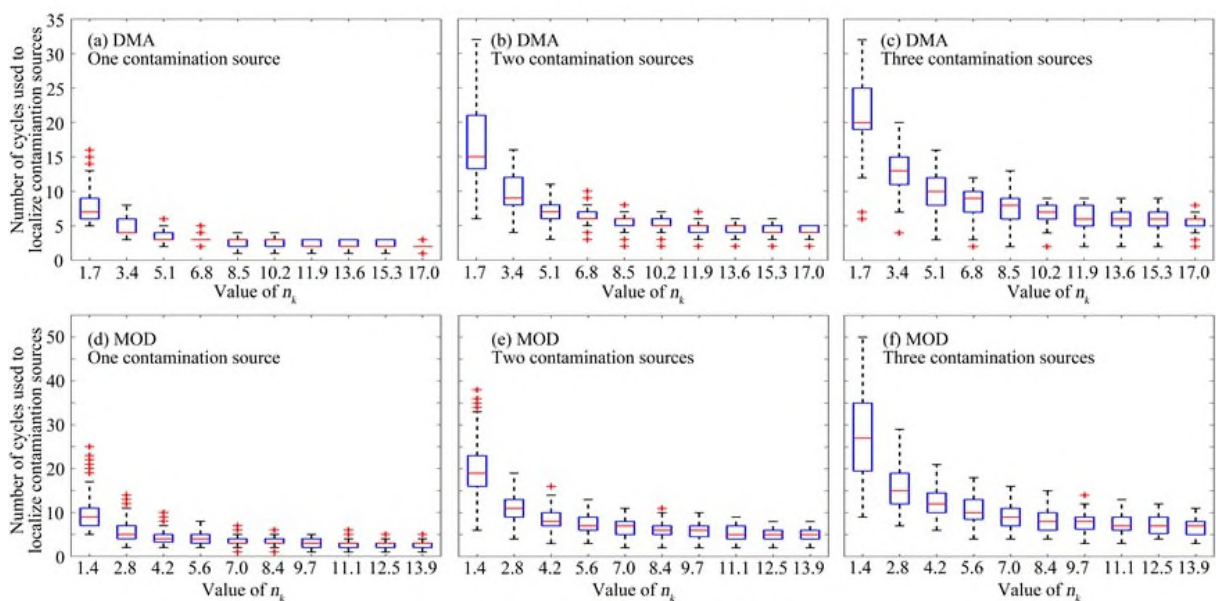 Number of cycles used to
localize contamiantion sources
35
30
25
20
15
10
5
0
(a) DMA
One contamination source
1.7 3.4 5.1 6.8 8.5 10.2 11.9 13.6 15.3 17.0
Value of nk
(b) DMA
Two contamination sources
1.7 3.4 5.1 6.8 8.5 10.2 11.9 13.6 15.3 17.0
Value of nk
(c) DMA
Three contamination sources
1.7 3.4 5.1 6.8 8.5 10.2 11.9 13.6 15.3 17.0
Value of nk
Number of cycles used to
localize contamiantion sources
50
40
30
20
10
0
(d) MOD
One contamination source
1.4 2.8 4.2 5.6 7.0 8.4 9.7 11.1 12.5 13.9
Value of nk
(e) MOD
Two contamination sources
1.4 2.8 4.2 5.6 7.0 8.4 9.7 11.1 12.5 13.9
Value of nk
(f) MOD
Three contamination sources
1.4 2.8 4.2 5.6 7.0 8.4 9.7 11.1 12.5 13.9
Value of nk